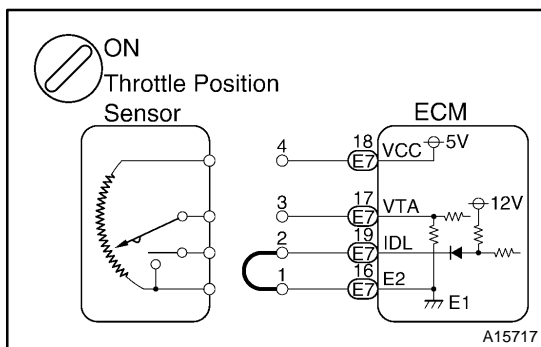 ON
Throttle Position
Sensor
ECM
4
18
E7
VCC
5V
3
17
E7
VTA
12V
2
19
E7
IDL
1
16
E7
E2
E1
A15717